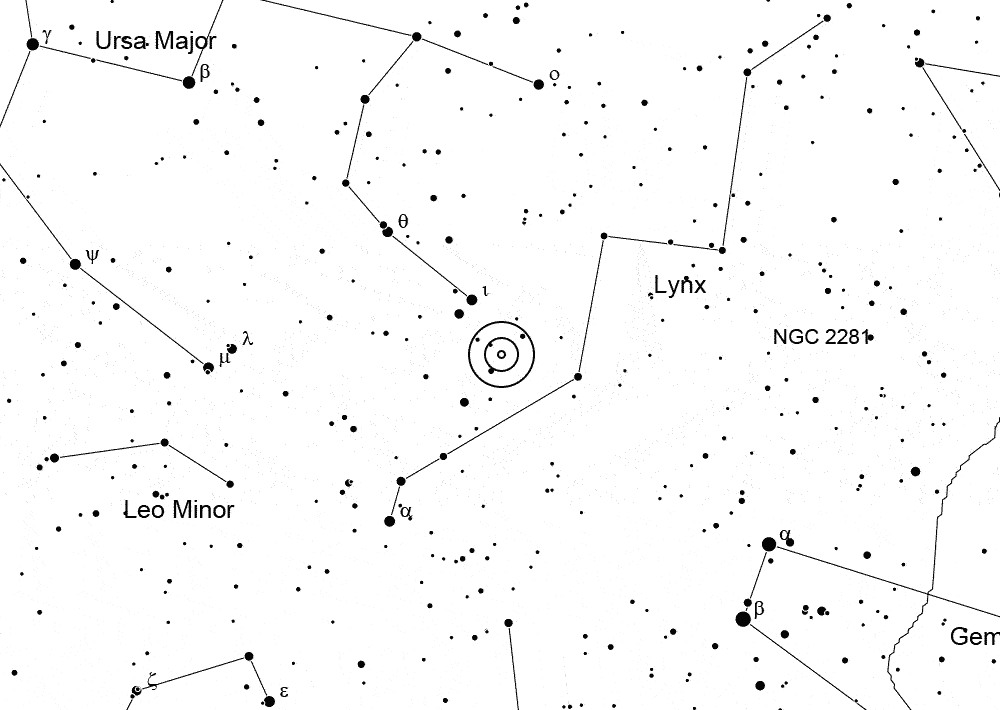 γ
Ursa Major
β
ο
θ
ψ
ι
Lynx
λ
μ
NGC 2281
α
Leo Minor
α
β
Gem
ζ
ε